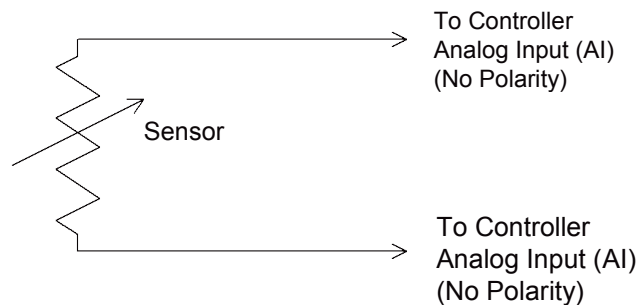 To Controller
Analog Input (AI)
(No Polarity)
Sensor
To Controller
Analog Input (AI)
(No Polarity)